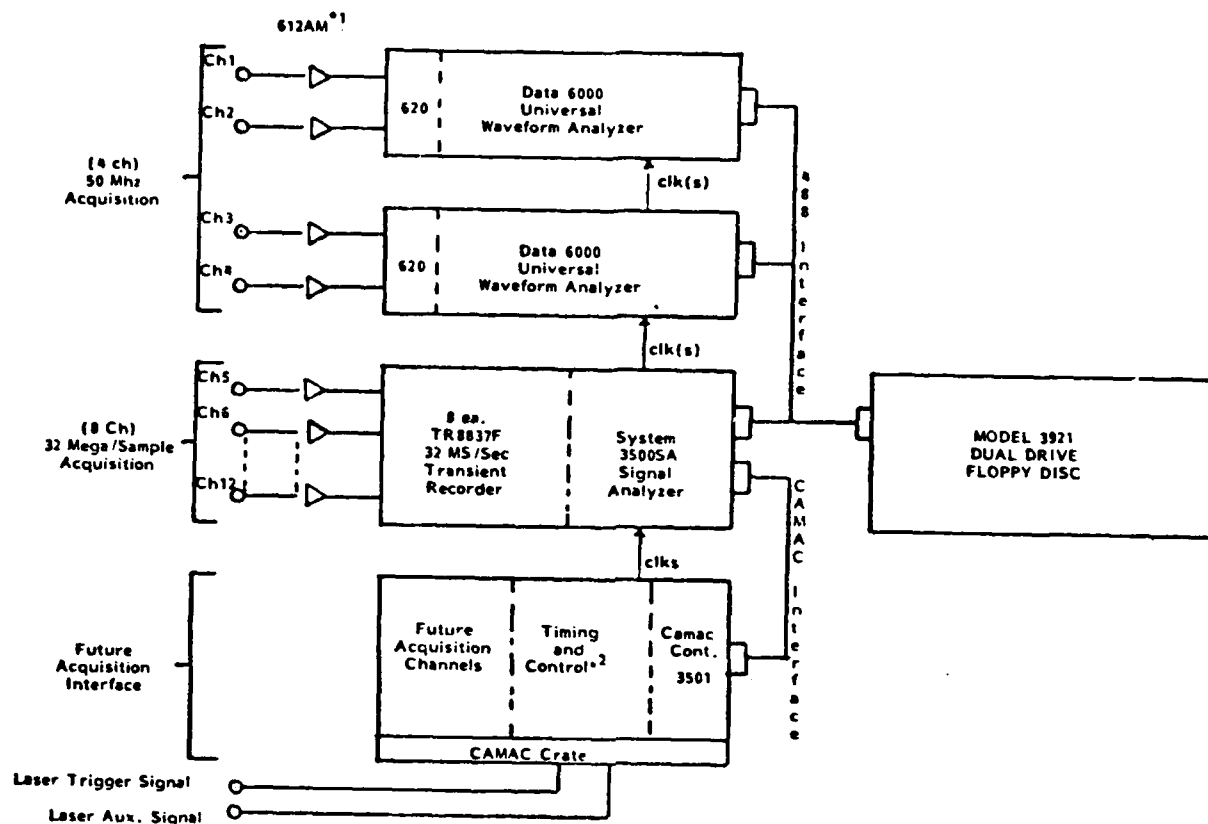 612AM*1
Ch1
Ch2
(4 ch)
50 Mhz
Acquisition
620
Data 6000
Universal
Waveform Analyzer
clk(s)
Ch3
Ch4
620
Data 6000
Universal
Waveform Analyzer
488 Interface
clk(s)
Ch5
Ch6
Ch12
(8 Ch)
32 Mega/Sample
Acquisition
8 ea.
TR8837F
32 MS/Sec
Transient
Recorder
System
3500SA
Signal
Analyzer
MODEL 3921
DUAL DRIVE
FLOPPY DISC
CAMAC Interface
clks
Future
Acquisition
Interface
Future
Acquisition
Channels
Timing
and
Control*2
Camac
Cont.
3501
CAMAC Crate
Laser Trigger Signal
Laser Aux. Signal